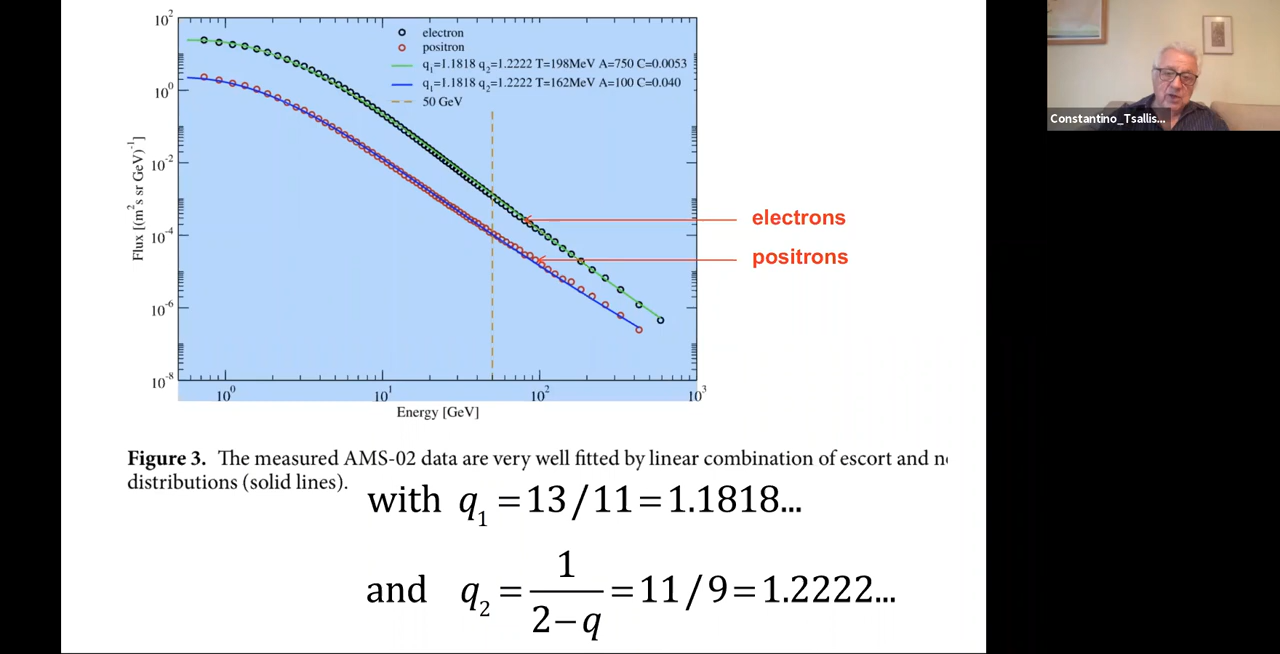 10²
10⁰
10⁻²
10⁻⁴
10⁻⁶
10⁻⁸
Flux [(m² s sr GeV)⁻¹]
electron
positron
q₁=1.1818 q₂=1.2222 T=198MeV A=750 C=0.0053
q₁=1.1818 q₂=1.2222 T=162MeV A=100 C=0.040
50 GeV
10⁰ 10¹ 10² 10³
Energy [GeV]
electrons
positrons
Constantino_Tsallis...
Figure 3. The measured AMS-02 data are very well fitted by linear combination of escort and
distributions (solid lines).
with q₁ = 13/11 = 1.1818...
and q₂ = 1/(2−q) = 11/9 = 1.2222...